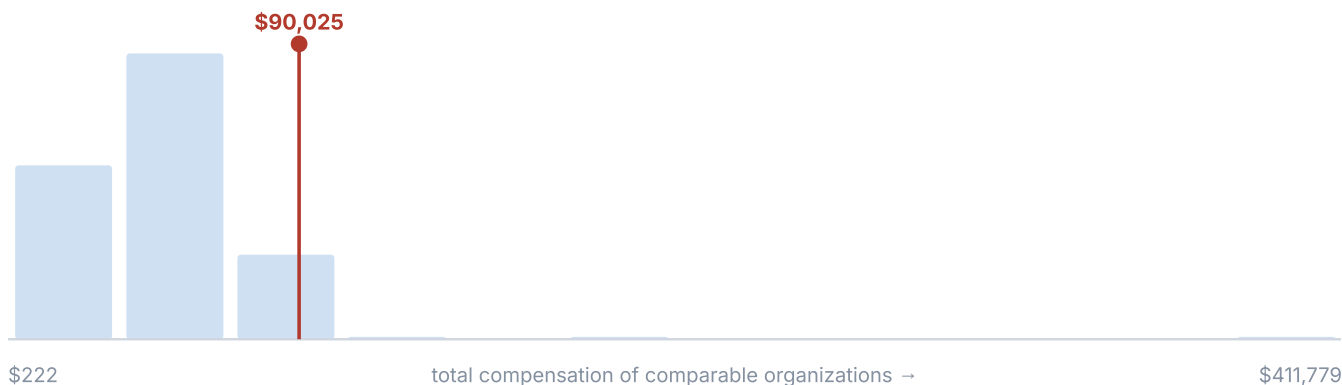 $90,025
$222 total compensation of comparable organizations → $411,779